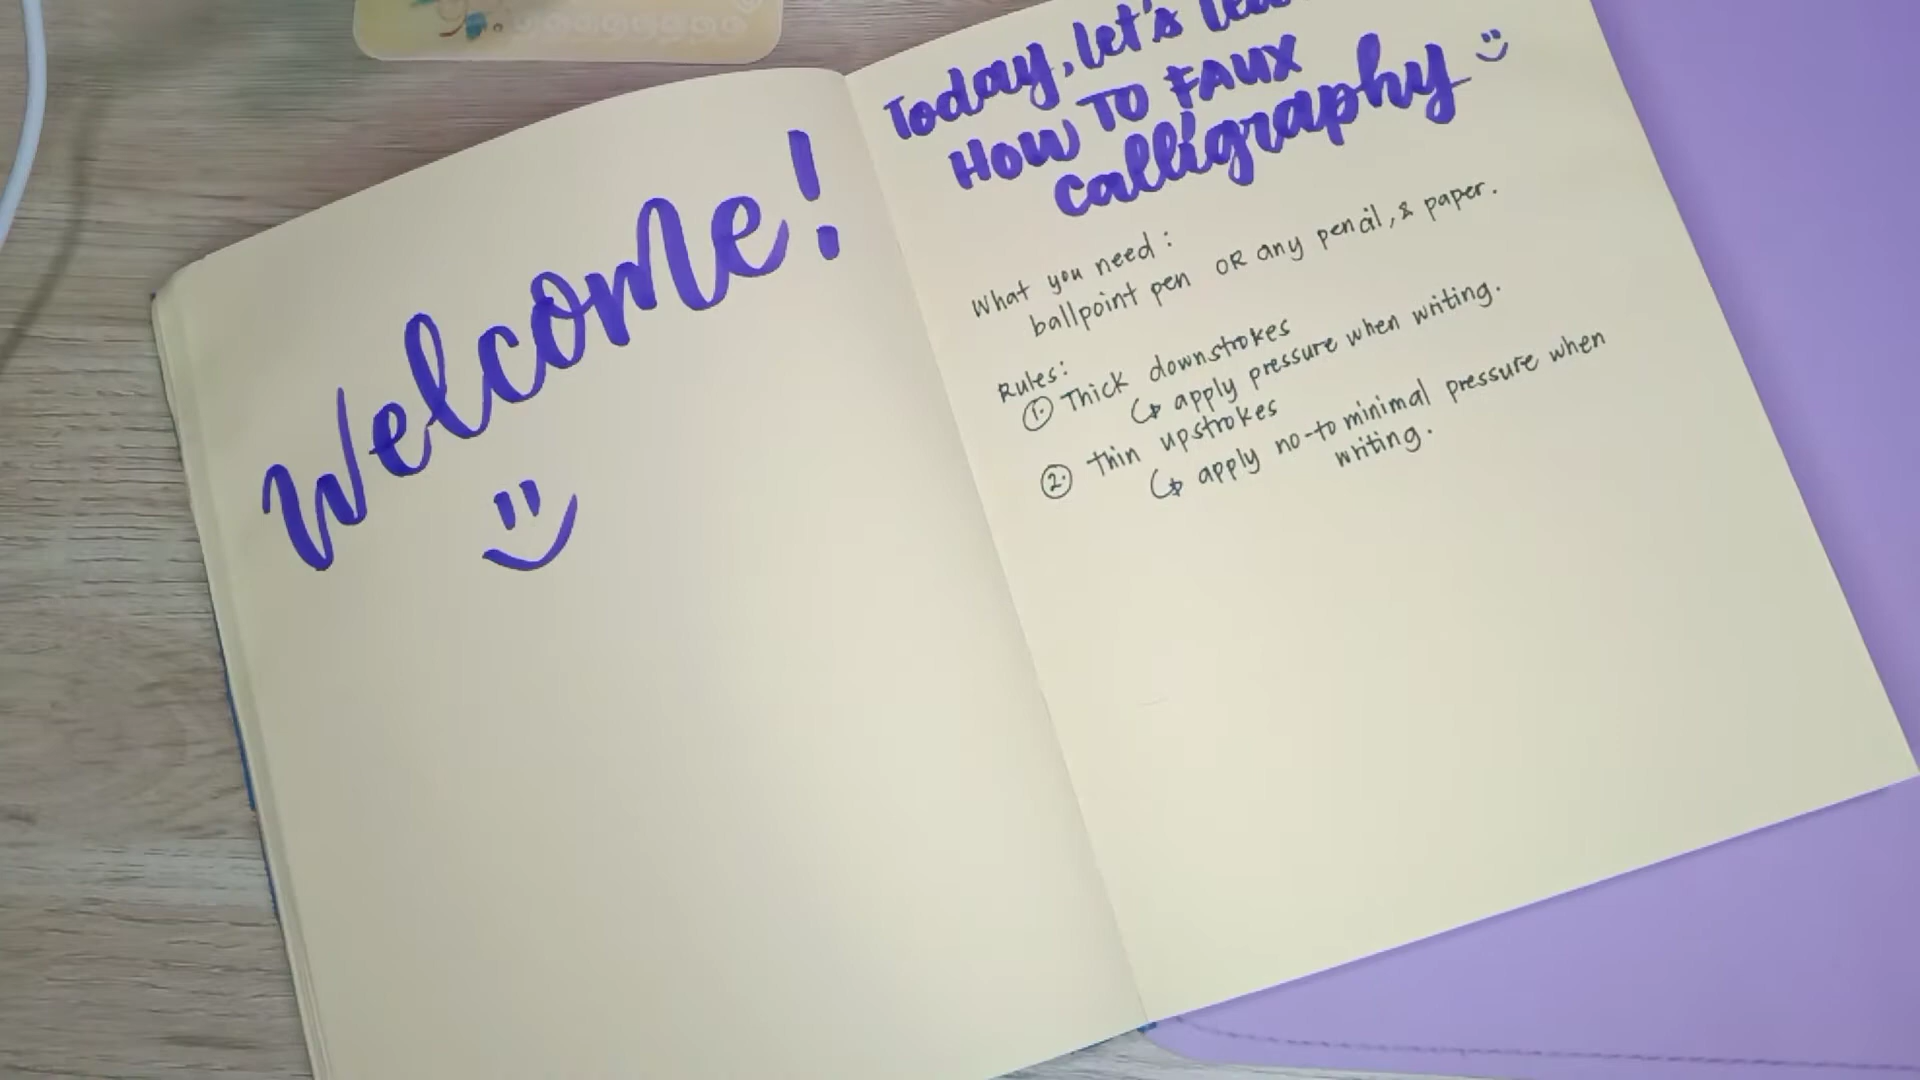 Welcome!
Today, let's
HOW TO FAUX
calligraphy
What you need:
ballpoint pen OR any pencil, & paper.
Rules:
1. Thick downstrokes
apply pressure when writing.
2. Thin upstrokes
apply no-to minimal pressure when
writing.